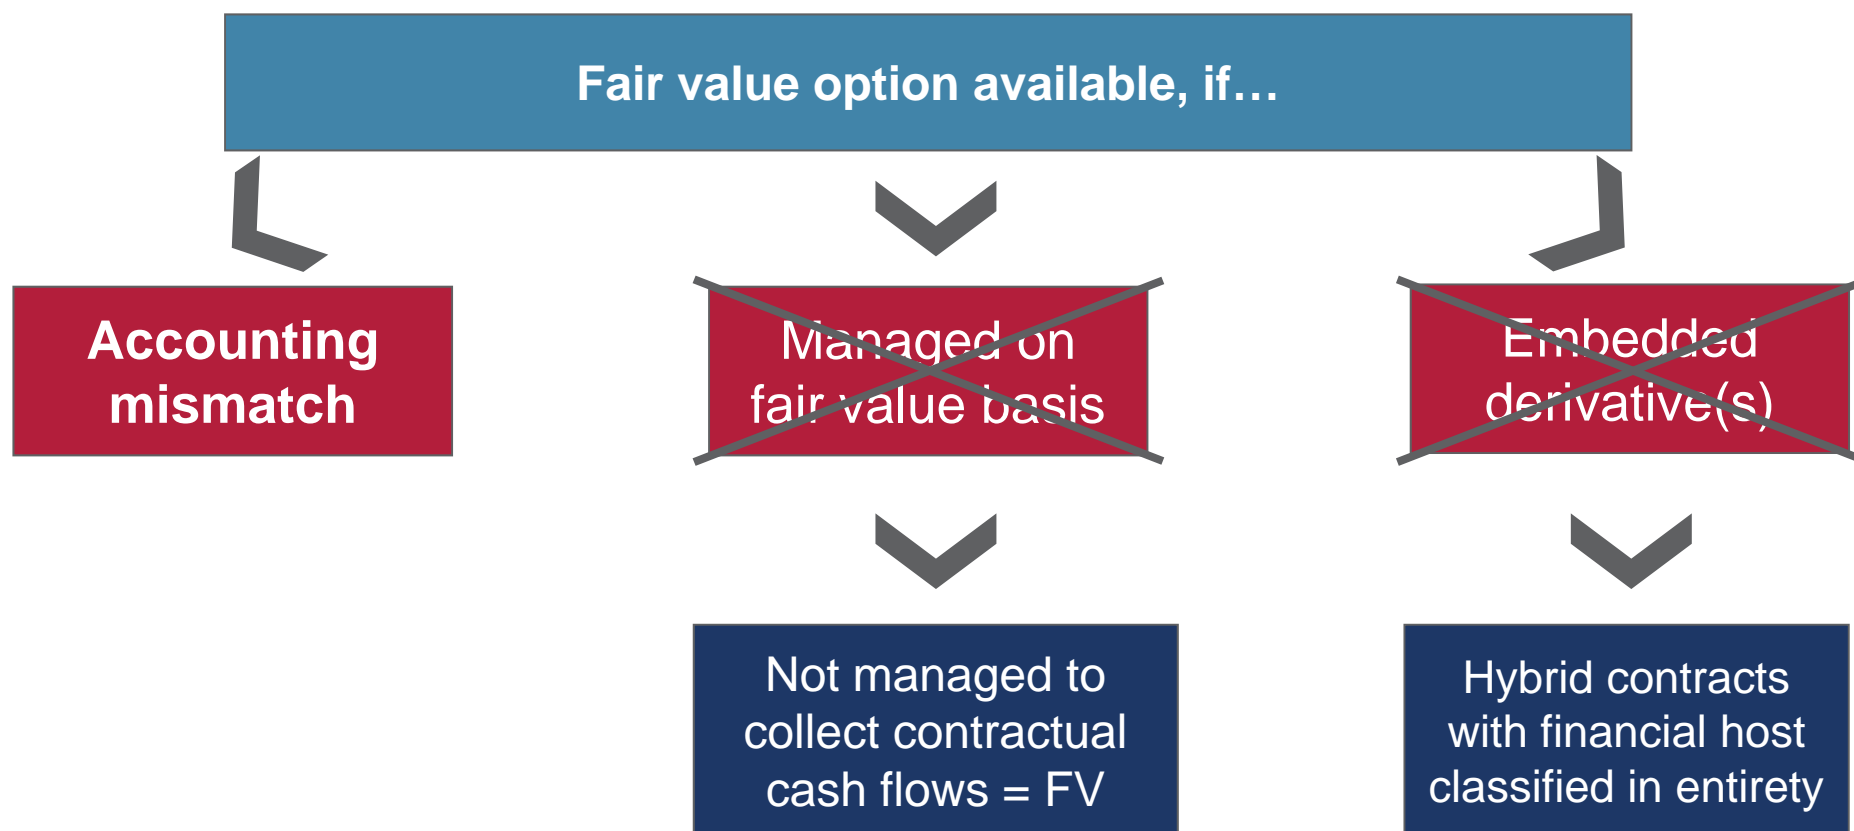 Fair value option available, if…
Accounting
mismatch
Managed on
fair value basis
Embedded
derivative(s)
Not managed to
collect contractual
cash flows = FV
Hybrid contracts
with financial host
classified in entirety